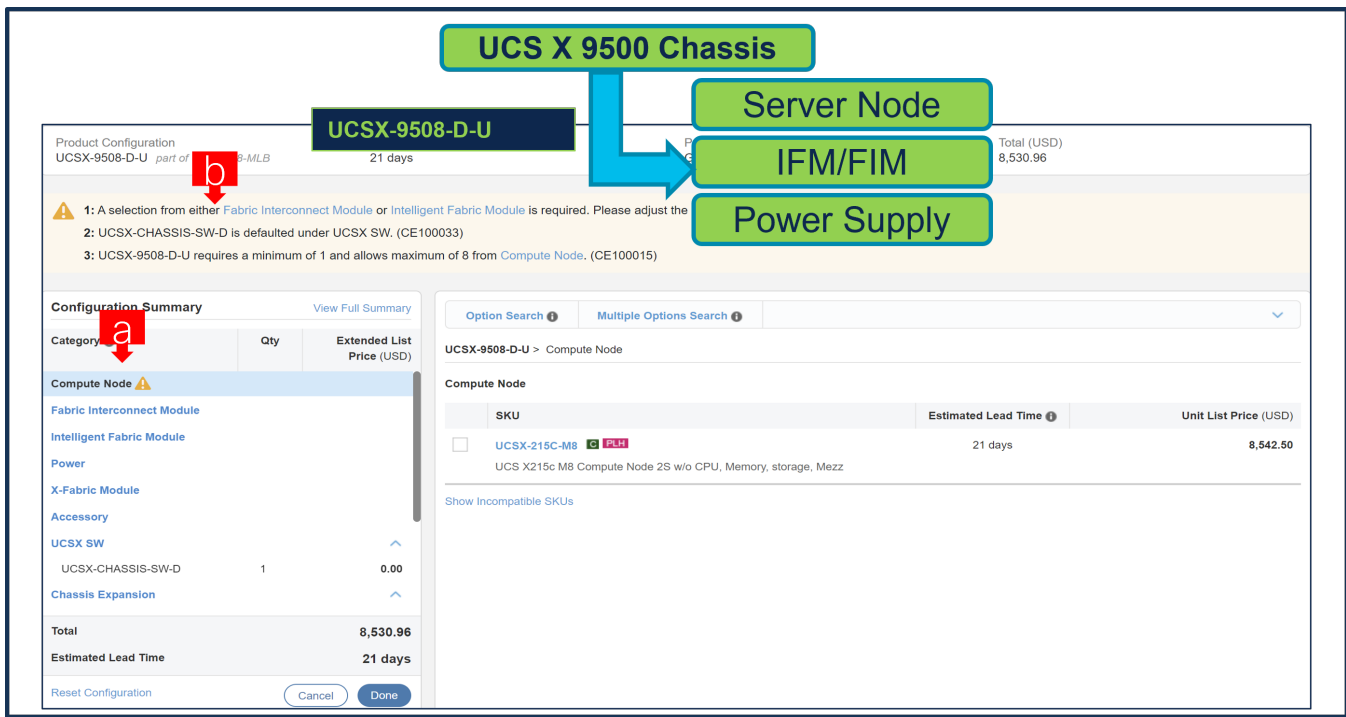 UCS X 9500 Chassis
Server Node
IFM/FIM
Power Supply
UCSX-9508-D-U
Product Configuration
UCSX-9508-D-U part of 8-MLB
21 days
Total (USD)
8,530.96
b
1: A selection from either Fabric Interconnect Module or Intelligent Fabric Module is required. Please adjust the
2: UCSX-CHASSIS-SW-D is defaulted under UCSX SW. (CE100033)
3: UCSX-9508-D-U requires a minimum of 1 and allows maximum of 8 from Compute Node. (CE100015)
Configuration Summary View Full Summary
a
Category Qty Extended List
Price (USD)
Compute Node
Fabric Interconnect Module
Intelligent Fabric Module
Power
X-Fabric Module
Accessory
UCSX SW
UCSX-CHASSIS-SW-D 1 0.00
Chassis Expansion
Total 8,530.96
Estimated Lead Time 21 days
Reset Configuration Cancel Done
Option Search Multiple Options Search
UCSX-9508-D-U > Compute Node
Compute Node
SKU Estimated Lead Time Unit List Price (USD)
UCSX-215C-M8 C PLH 21 days 8,542.50
UCS X215c M8 Compute Node 2S w/o CPU, Memory, storage, Mezz
Show Incompatible SKUs